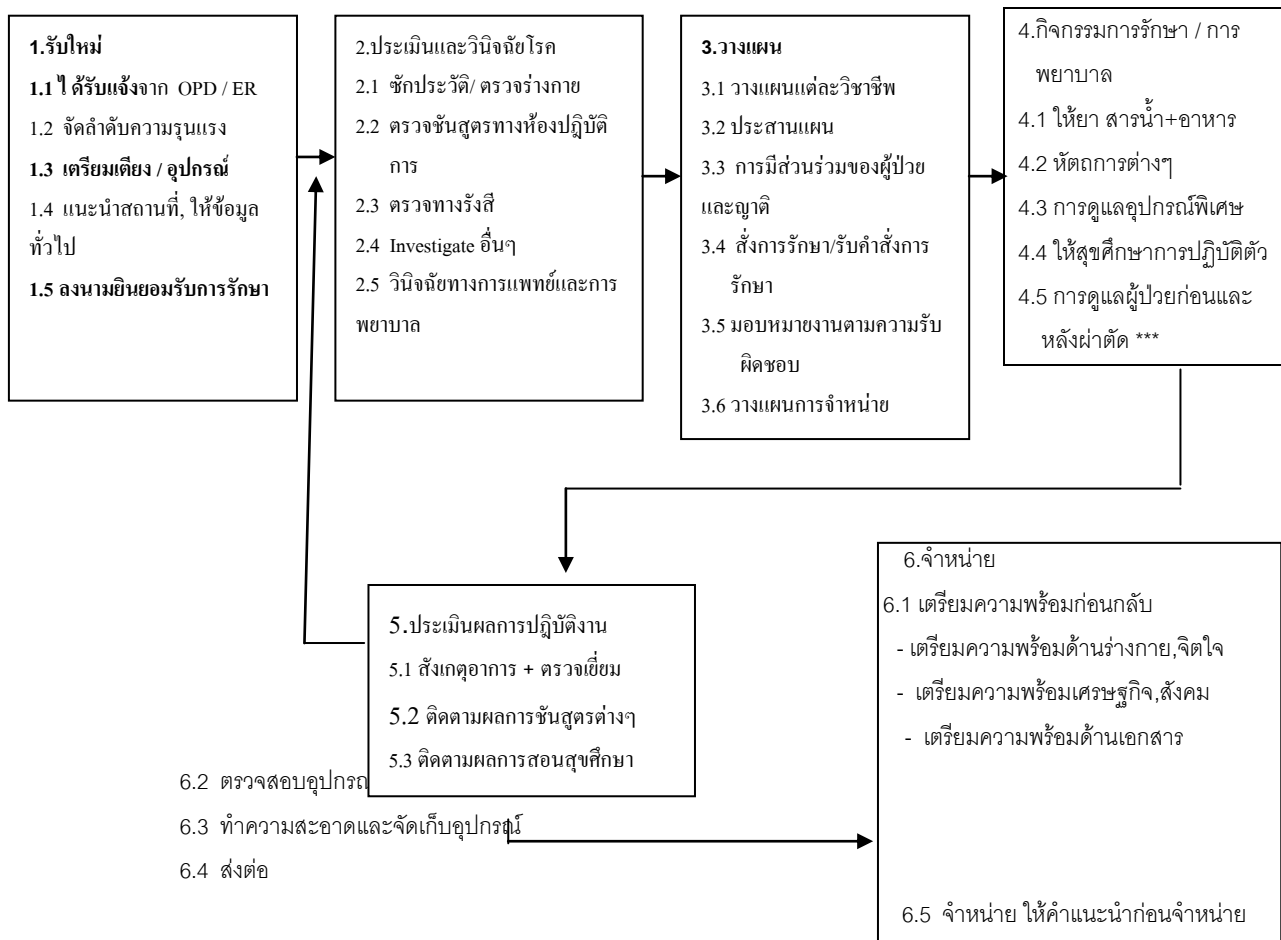 1.รับใหม่
1.1 ได้รับแจ้งจาก OPD / ER
1.2 จัดลำดับความรุนแรง
1.3 เตรียมเตียง / อุปกรณ์
1.4 แนะนำสถานที่, ให้ข้อมูล
ทั่วไป
1.5 ลงนามยินยอมรับการรักษา
2.ประเมินและวินิจฉัยโรค
2.1 ซักประวัติ/ ตรวจร่างกาย
2.2 ตรวจชันสูตรทางห้องปฎิบัติ
การ
2.3 ตรวจทางรังสี
2.4 Investigate อื่นๆ
2.5 วินิจฉัยทางการแพทย์และการ
พยาบาล
3.วางแผน
3.1 วางแผนแต่ละวิชาชีพ
3.2 ประสานแผน
3.3 การมีส่วนร่วมของผู้ป่วย
และญาติ
3.4 สั่งการรักษา/รับคำสั่งการ
รักษา
3.5 มอบหมายงานตามความรับ
ผิดชอบ
3.6 วางแผนการจำหน่าย
4.กิจกรรมการรักษา / การ
พยาบาล
4.1 ให้ยา สารน้ำ+อาหาร
4.2 หัตถการต่างๆ
4.3 การดูแลอุปกรณ์พิเศษ
4.4 ให้สุขศึกษาการปฏิบัติตัว
4.5 การดูแลผู้ป่วยก่อนและ
หลังผ่าตัด ***
5.ประเมินผลการปฎิบัติงาน
5.1 สังเกตุอาการ + ตรวจเยี่ยม
5.2 ติดตามผลการชันสูตรต่างๆ
5.3 ติดตามผลการสอนสุขศึกษา
6.จำหน่าย
6.1 เตรียมความพร้อมก่อนกลับ
- เตรียมความพร้อมด้านร่างกาย,จิตใจ
- เตรียมความพร้อมเศรษฐกิจ,สังคม
- เตรียมความพร้อมด้านเอกสาร
6.2 ตรวจสอบอุปกรณ
6.3 ทำความสะอาดและจัดเก็บอุปกรณ์
6.4 ส่งต่อ
6.5 จำหน่าย ให้คำแนะนำก่อนจำหน่าย